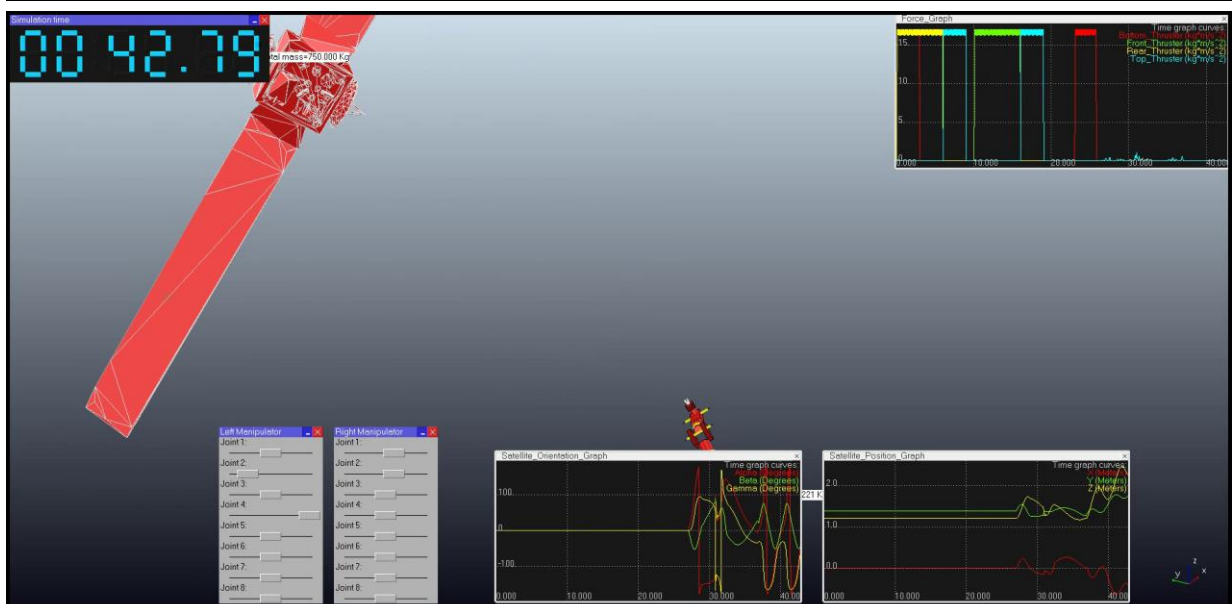 Simulation time
00 42.79
otal mass=750.000 Kg
Force_Graph
Time graph curves:
Bottom_Thruster (kg*m/s^2)
Front_Thruster (kg*m/s^2)
Rear_Thruster (kg*m/s^2)
Top_Thruster (kg*m/s^2)
15.
10.
5.
0.000 10.000 20.000 30.000 40.00
Left Manipulator
Joint 1:
Joint 2:
Joint 3:
Joint 4:
Joint 5:
Joint 6:
Joint 7:
Joint 8:
Right Manipulator
Joint 1:
Joint 2:
Joint 3:
Joint 4:
Joint 5:
Joint 6:
Joint 7:
Joint 8:
Satellite_Orientation_Graph
Time graph curves:
Alpha (Degrees)
Beta (Degrees)
Gamma (Degrees)
100.
0
-100.
0.000 10.000 20.000 30.000 40.00
221 K
Satellite_Position_Graph
Time graph curves:
X (Meters)
Y (Meters)
Z (Meters)
2.0
1.0
0.0
0.000 10.000 20.000 30.000 40.00
z
y
x